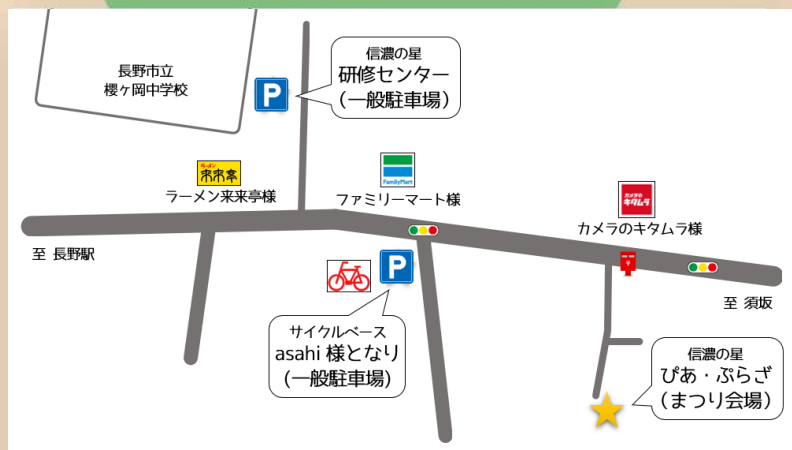 長野市立
櫻ヶ岡中学校
P
信濃の星
研修センター
(一般駐車場)
ラーメン
来来亭
ラーメン来来亭様
FamilyMart
ファミリーマート様
カメラの
キタムラ
カメラのキタムラ様
至 長野駅
P
サイクルベース
asahi 様となり
(一般駐車場)
至 須坂
信濃の星
ぴあ・ぷらざ
(まつり会場)